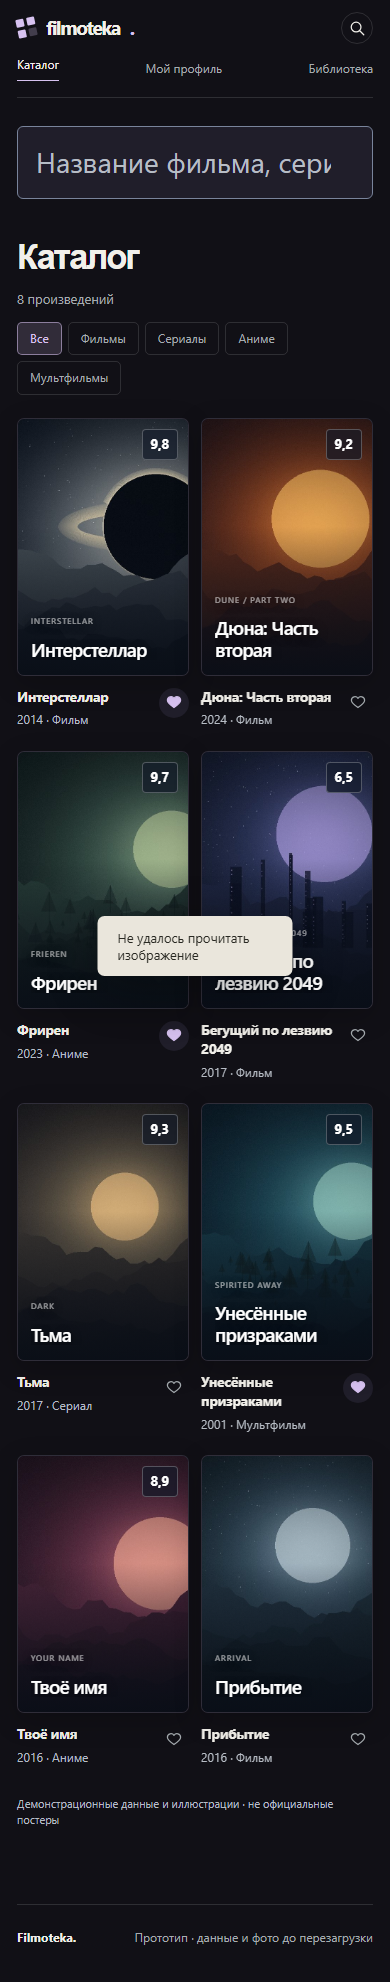 filmoteka.
Каталог Мой профиль Библиотека
Название фильма, сери
Каталог
8 произведений
Все Фильмы Сериалы Аниме
Мультфильмы
9,8
INTERSTELLAR
Интерстеллар
Интерстеллар
2014 · Фильм
9,2
DUNE / PART TWO
Дюна: Часть
вторая
Дюна: Часть вторая
2024 · Фильм
9,7
FRIEREN
Фрирен
Фрирен
2023 · Аниме
6,5
049
по
лезвию 2049
Бегущий по лезвию
2049
2017 · Фильм
Не удалось прочитать
изображение
9,3
DARK
Тьма
Тьма
2017 · Сериал
9,5
SPIRITED AWAY
Унесённые
призраками
Унесённые
призраками
2001 · Мультфильм
8,9
YOUR NAME
Твоё имя
Твоё имя
2016 · Аниме
ARRIVAL
Прибытие
Прибытие
2016 · Фильм
Демонстрационные данные и иллюстрации · не официальные
постеры
Filmoteka. Прототип · данные и фото до перезагрузки